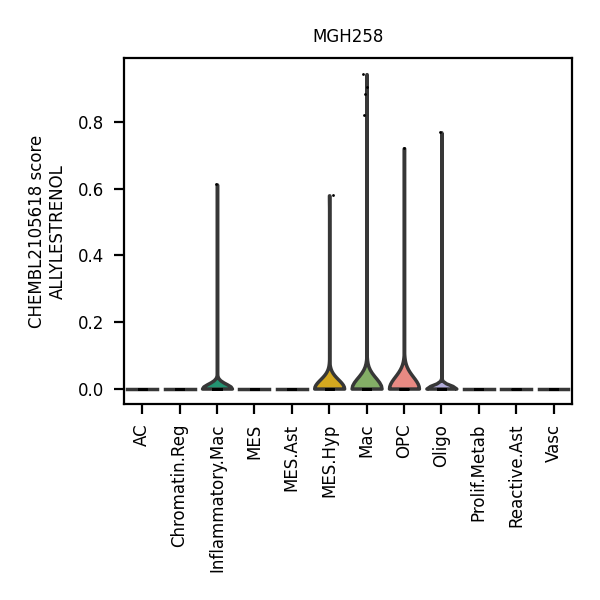 MGH258
CHEMBL2105618 score
ALLYLESTRENOL
0.8
0.6
0.4
0.2
0.0
AC
Chromatin.Reg
Inflammatory.Mac
MES
MES.Ast
MES.Hyp
Mac
OPC
Oligo
Prolif.Metab
Reactive.Ast
Vasc